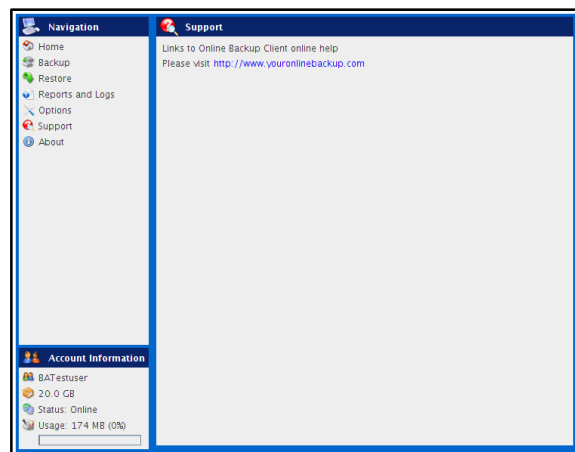 Navigation
Home
Backup
Restore
Reports and Logs
Options
Support
About
Account Information
BATestuser
20.0 GB
Status: Online
Usage: 174 MB (0%)
Support
Links to Online Backup Client online help
Please visit http://www.youronlinebackup.com